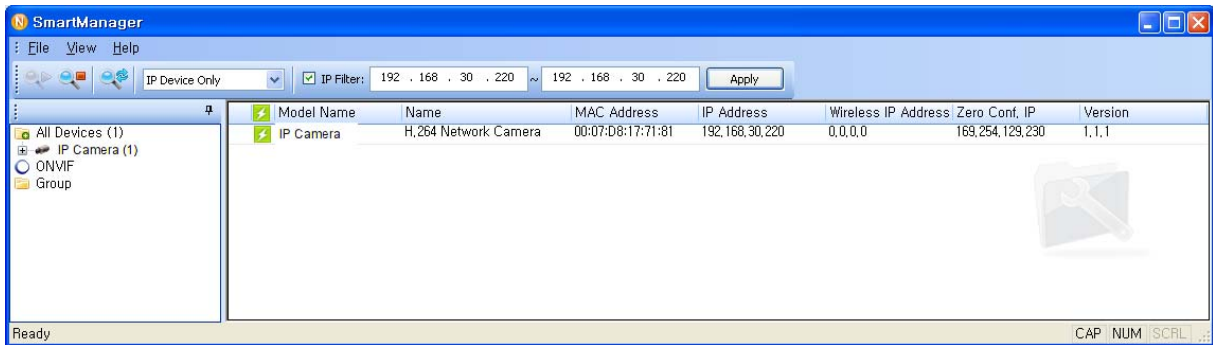 SmartManager
File View Help
IP Device Only IP Filter: 192 . 168 . 30 . 220 ~ 192 . 168 . 30 . 220 Apply
Model Name Name MAC Address IP Address Wireless IP Address Zero Conf, IP Version
All Devices (1) IP Camera H,264 Network Camera 00:07:D8:17:71:81 192,168,30,220 0,0,0,0 169,254,129,230 1,1,1
IP Camera (1)
ONVIF
Group
Ready CAP NUM SCRL